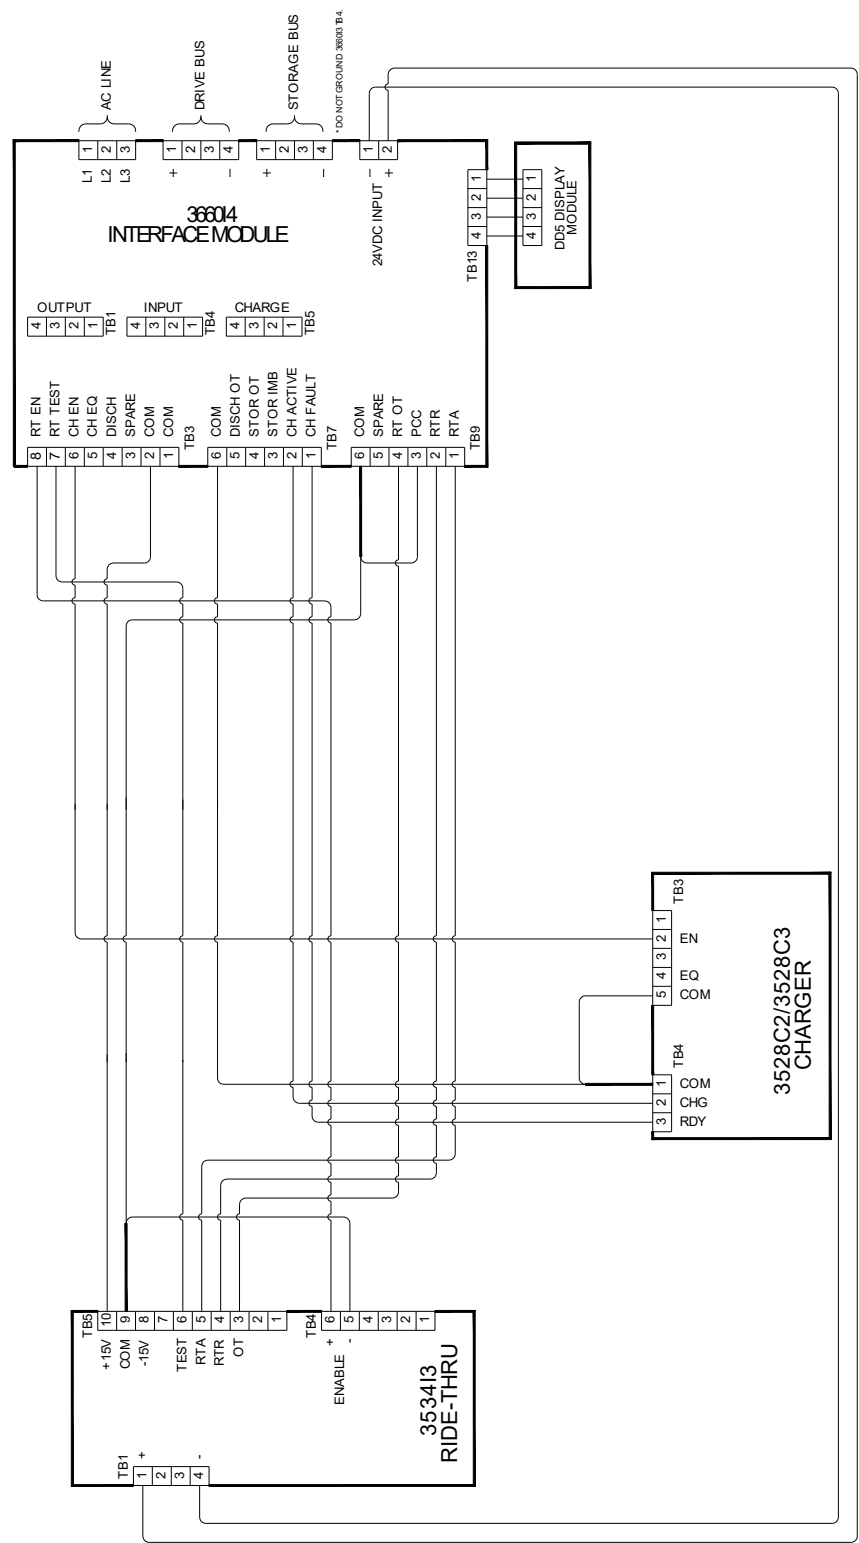 AC LINE
DRIVE BUS
STORAGE BUS
* DO NOT GROUND 3660I3 TB4.
1 2 3
1 2 3 4
1 2 3 4
1 2
L1 L2 L3
+ –
+ –
– +
24VDC INPUT
3660I4
INTERFACE MODULE
TB13
1 2 3 4
1 2 3 4
DD5 DISPLAY
MODULE
OUTPUT
4 3 2 1
TB1
INPUT
4 3 2 1
TB4
CHARGE
4 3 2 1
TB5
8 RT EN
7 RT TEST
6 CH EN
5 CH EQ
4 DISCH
3 SPARE
2 COM
1 COM
TB3
6 COM
5 DISCH OT
4 STOR OT
3 STOR IMB
2 CH ACTIVE
1 CH FAULT
TB7
6 COM
5 SPARE
4 RT OT
3 PCC
2 RTR
1 RTA
TB9
TB3
1
2 EN
3
4 EQ
5 COM
TB4
1 COM
2 CHG
3 RDY
3528C2/3528C3
CHARGER
TB5
10 +15V
9 COM
8 -15V
7
6 TEST
5 RTA
4 RTR
3 OT
2
1
TB4
6 +
5 -
ENABLE
4
3
2
1
3534I3
RIDE-THRU
TB1
1 +
2
3
4 -